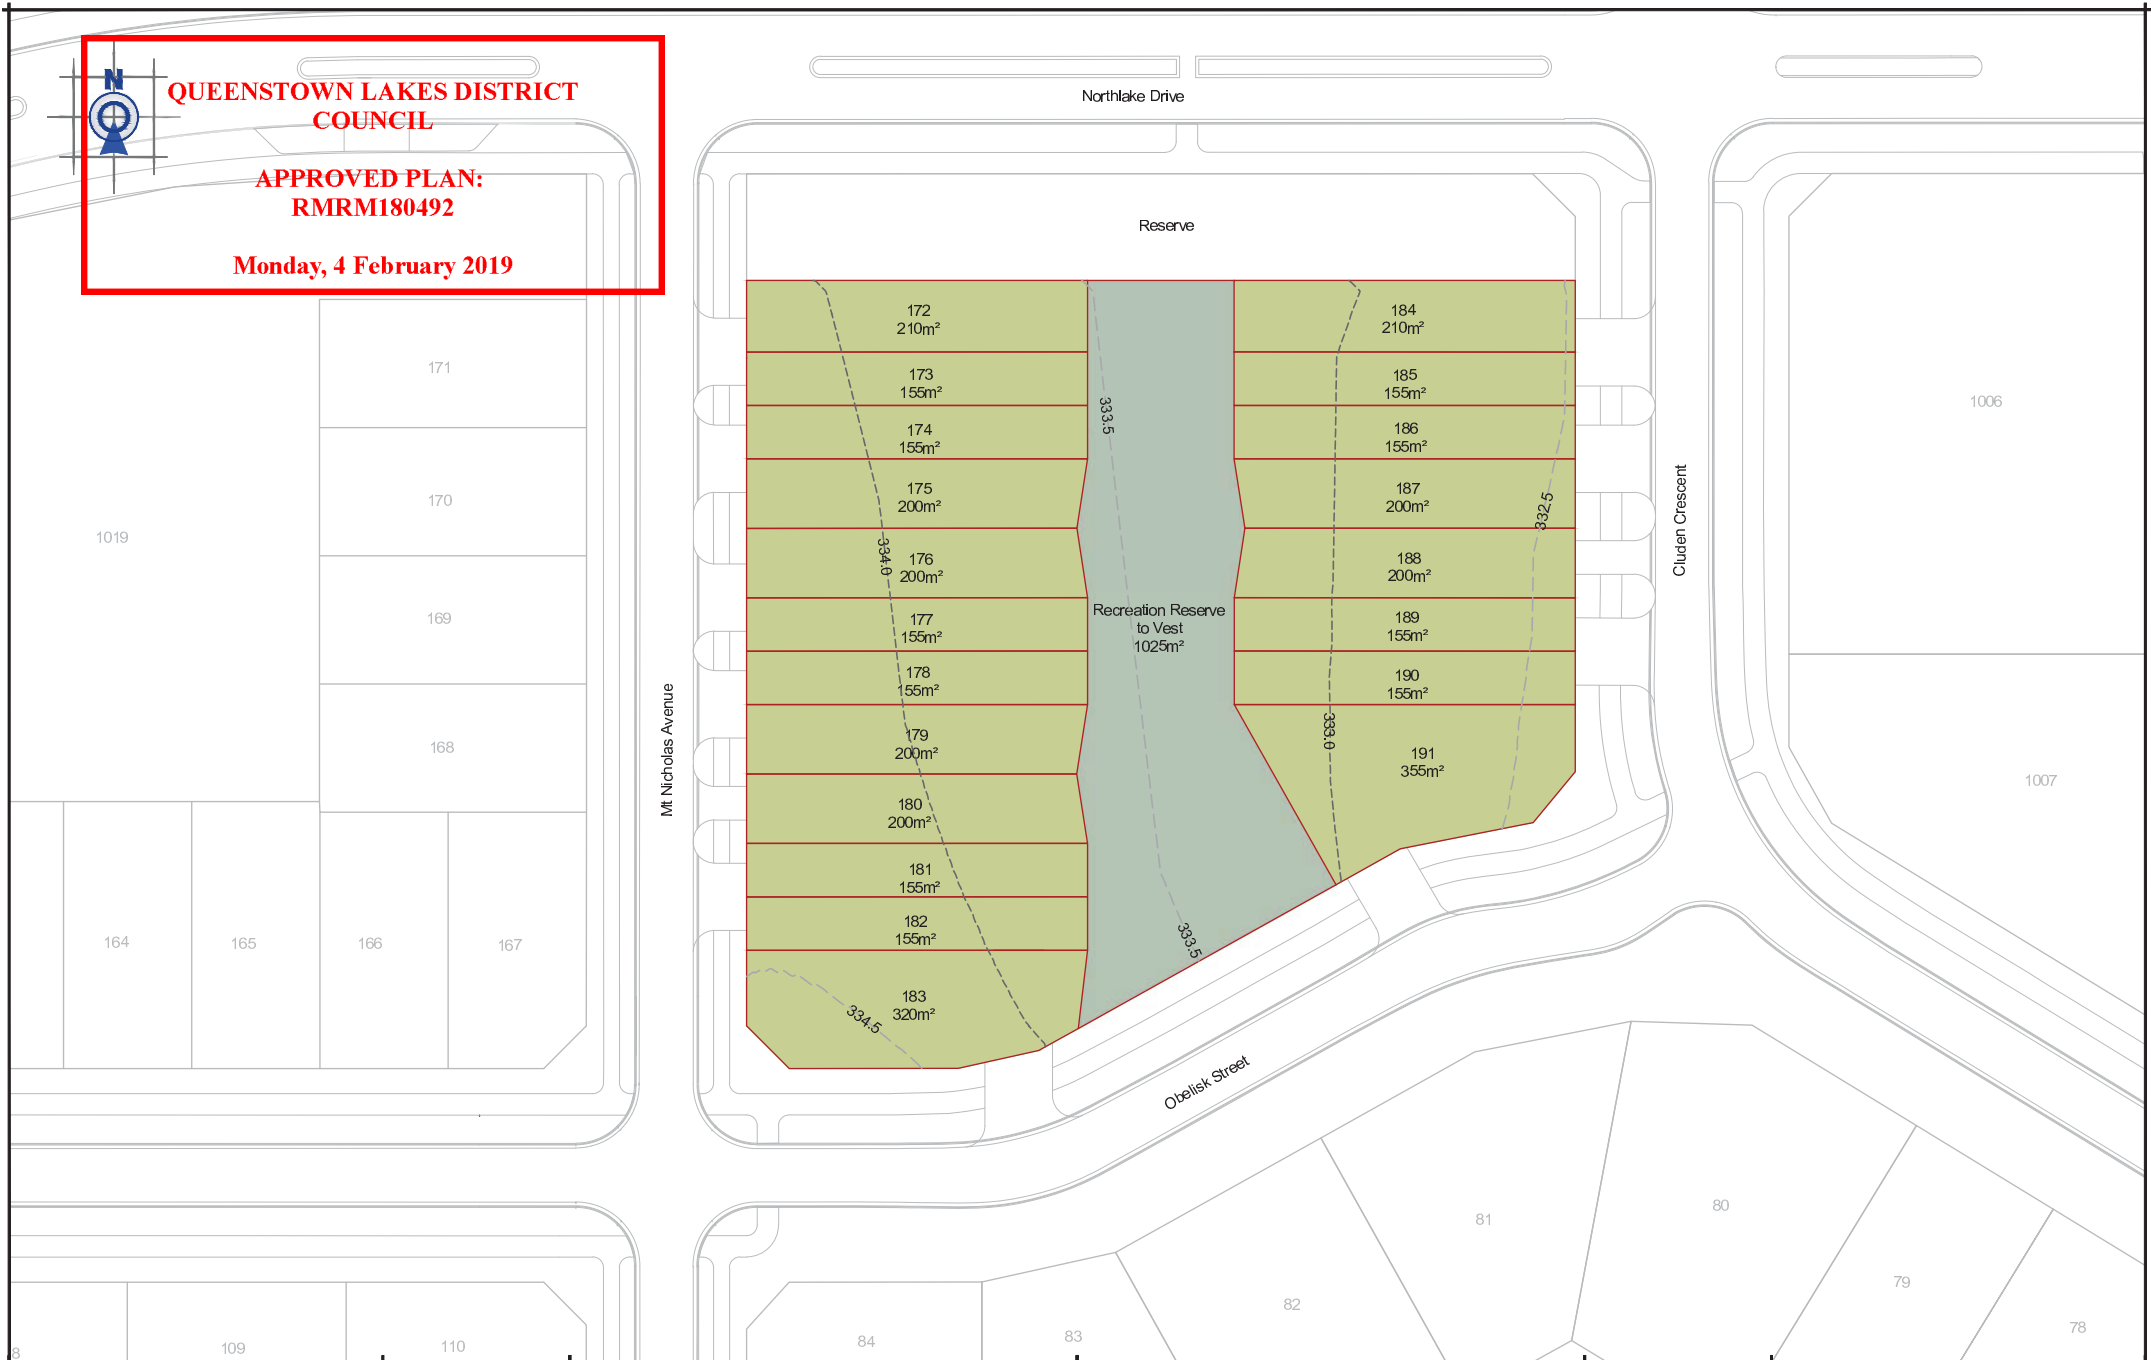 N
QUEENSTOWN LAKES DISTRICT
COUNCIL
APPROVED PLAN:
RMRM180492
Monday, 4 February 2019
Northlake Drive
Reserve
172
210m²
173
155m²
174
155m²
175
200m²
176
200m²
177
155m²
178
155m²
179
200m²
180
200m²
181
155m²
182
155m²
183
320m²
184
210m²
185
155m²
186
155m²
187
200m²
188
200m²
189
155m²
190
155m²
191
355m²
Recreation Reserve
to Vest
1025m²
334.0
333.5
333.5
333.0
332.5
334.5
Mt Nicholas Avenue
Cluden Crescent
Obelisk Street
171
170
169
168
1019
164
165
166
167
1006
1007
8
109
110
84
83
82
81
80
79
78